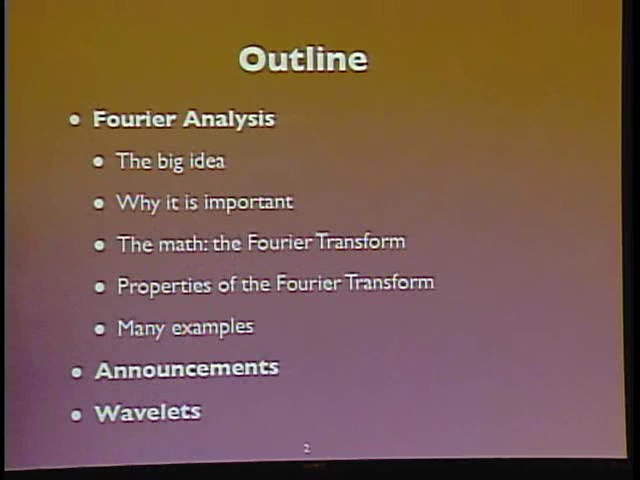 Outline
• Fourier Analysis
• The big idea
• Why it is important
• The math: the Fourier Transform
• Properties of the Fourier Transform
• Many examples
• Announcements
• Wavelets
2